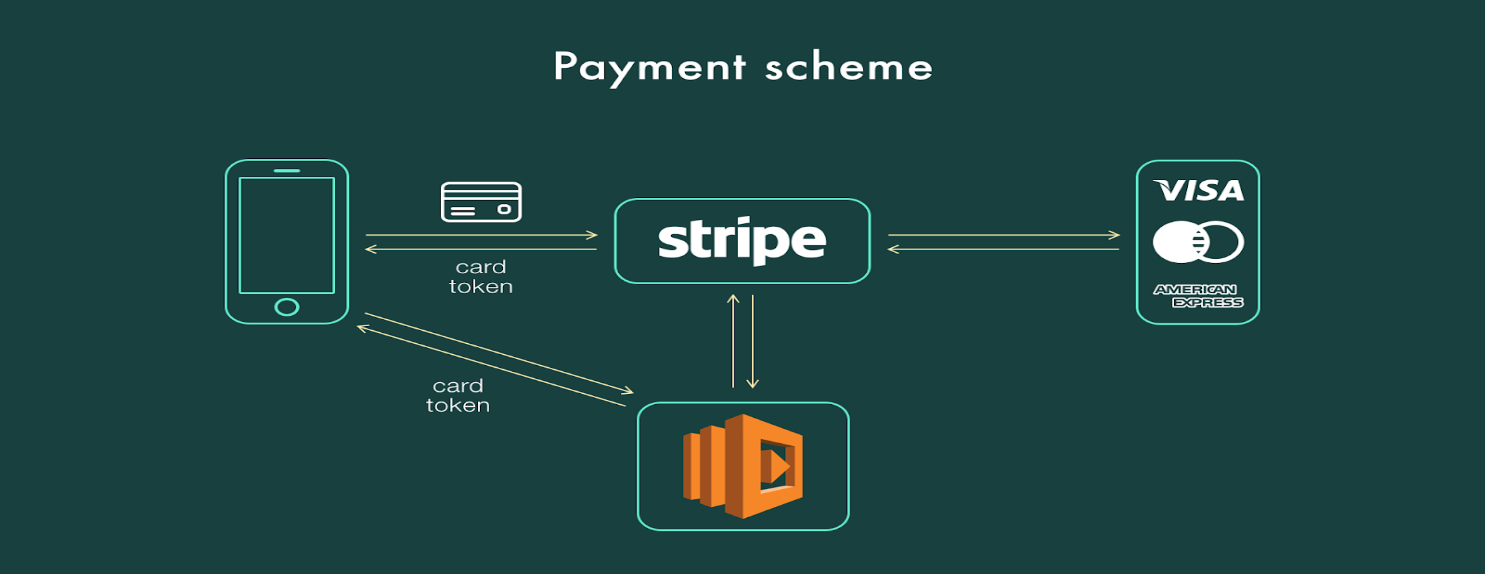 Payment scheme
card
token
stripe
VISA
AMERICAN
EXPRESS
card
token